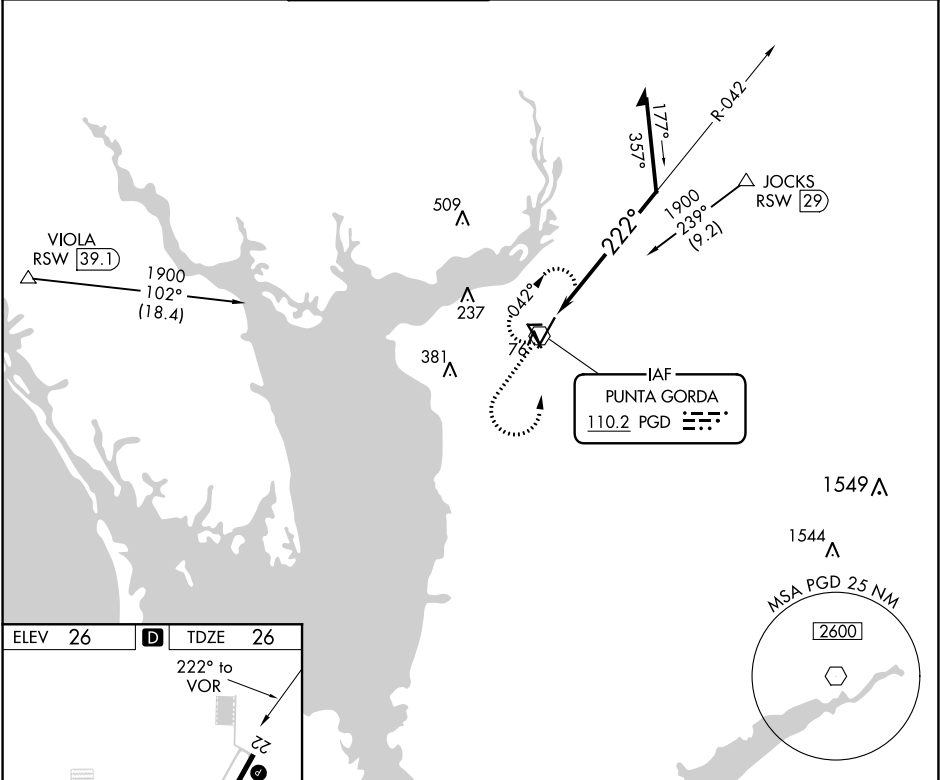 R-042
177°
357°
JOCKS
RSW 29
1900
239°
(9.2)
222°
509
VIOLA
RSW 39.1
1900
102°
(18.4)
042°
237
381
IAF
PUNTA GORDA
110.2 PGD
1549
1544
MSA PGD 25 NM
2600
ELEV 26 D TDZE 26
222° to
VOR
22
P